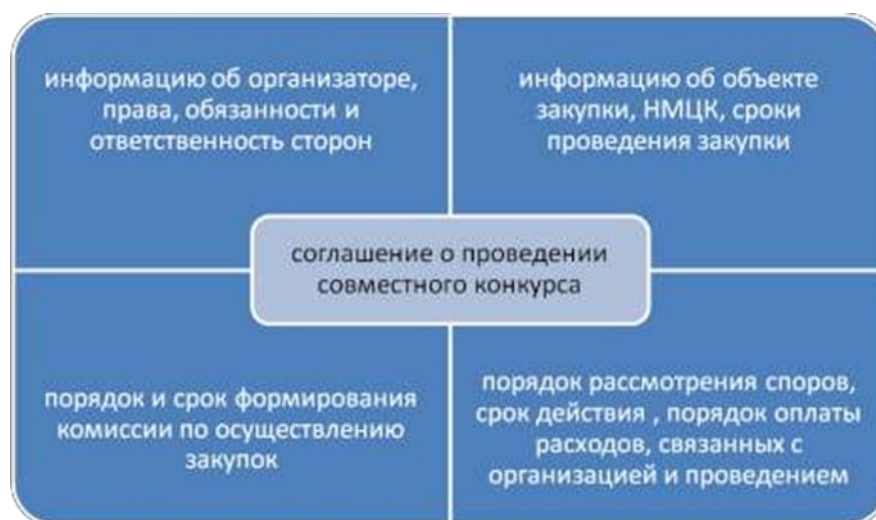 информацию об организаторе,
права, обязанности и
ответственность сторон
информацию об объекте
закупки, НМЦК, сроки
проведения закупки
соглашение о проведении
совместного конкурса
порядок и срок формирования
комиссии по осуществлению
закупок
порядок рассмотрения споров,
срок действия , порядок оплаты
расходов, связанных с
организацией и проведением